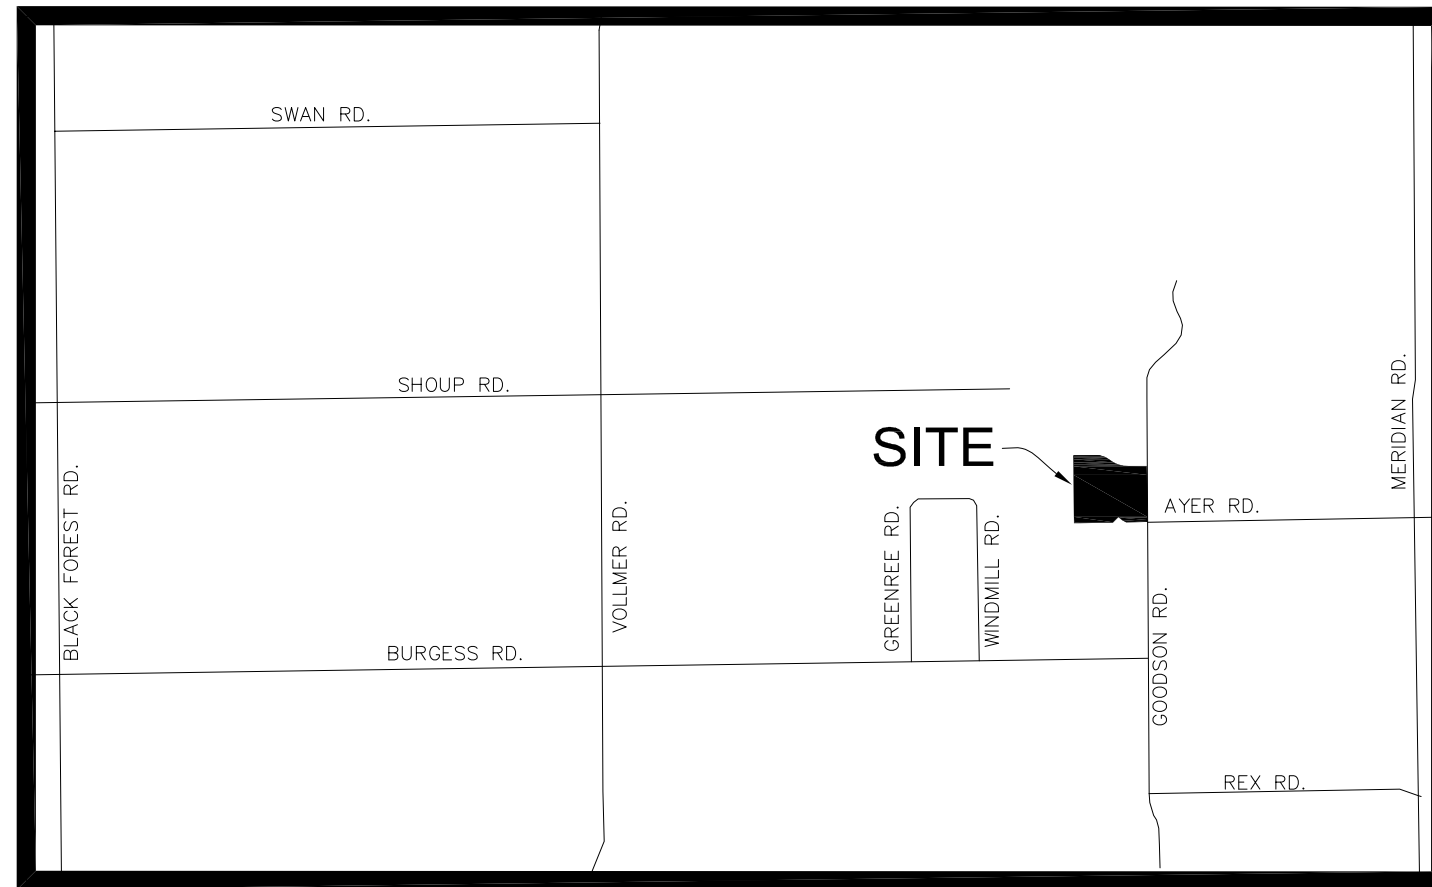 SWAN RD.
SHOUP RD.
SITE
MERIDIAN RD.
AYER RD.
BLACK FOREST RD.
VOLLMER RD.
GREENREE RD.
WINDMILL RD.
GOODSON RD.
BURGESS RD.
REX RD.